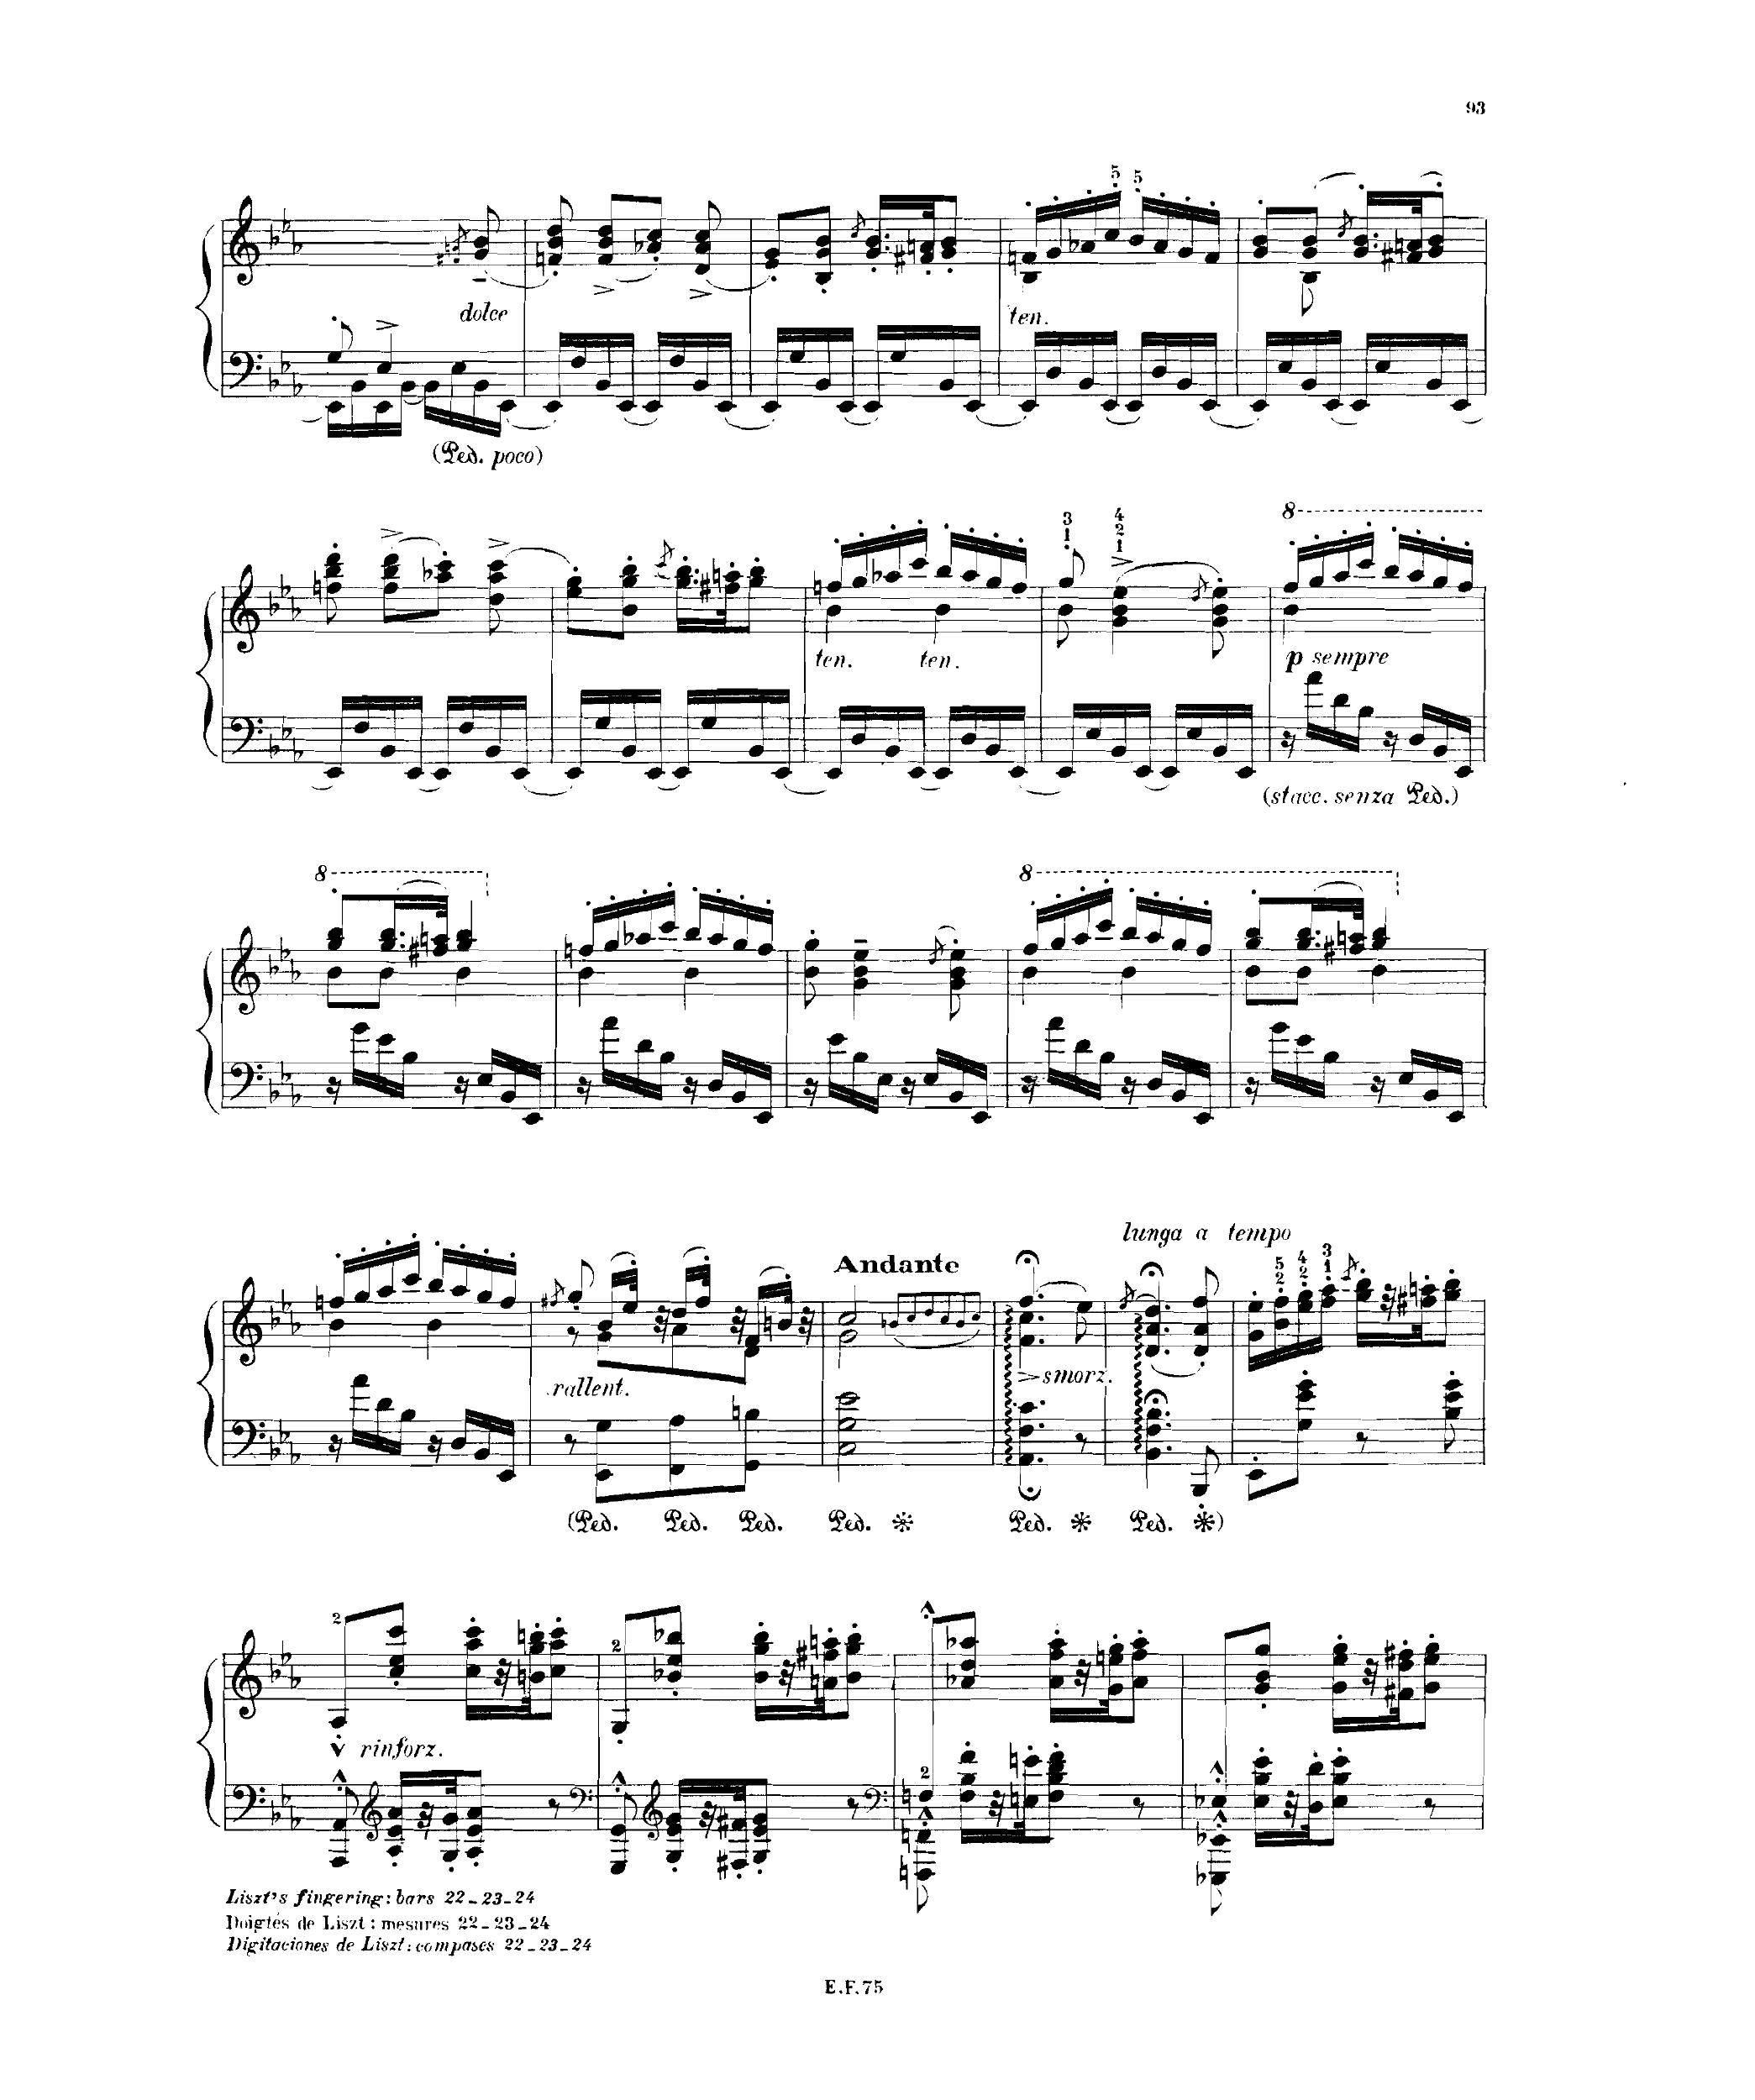 93
5 5
dolce
ten.
(Ped. poco)
3 4
1 2
1
8
ten. ten.
p sempre
(stacc. senza Ped.)
8 8
lunga a tempo
Andante
5 4 3
2 2 1
rallent.
smorz.
(Ped. Ped. Ped. Ped. Ped. Ped. )
2 2
rinforz.
2
Liszt's fingering: bars 22-23-24
Doigtés de Liszt: mesures 22-23-24
Digitaciones de Liszt: compases 22-23-24
E.F. 75